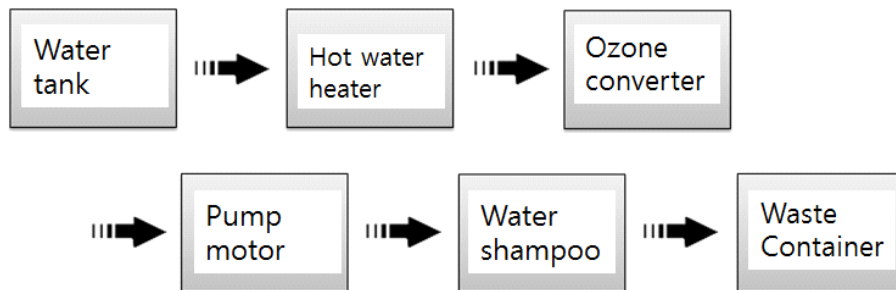 Water
tank
Hot water
heater
Ozone
converter
Pump
motor
Water
shampoo
Waste
Container